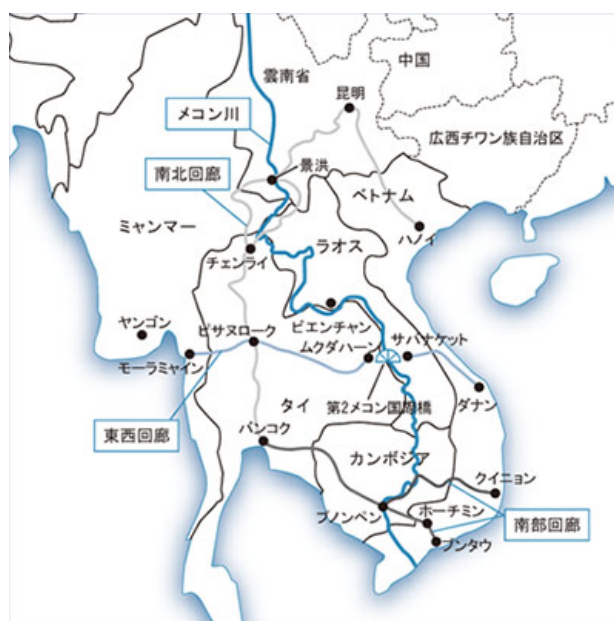 雲南省
中国
昆明
メコン川
広西チワン族自治区
景洪
南北回廊
ベトナム
ミャンマー
ハノイ
ラオス
チェンライ
ヤンゴン
ピサヌローク
ビエンチャン
サバナケット
ムクダハーン
モーラミャイン
タイ
第2メコン国際橋
ダナン
東西回廊
バンコク
カンボジア
クイニョン
プノンペン
ホーチミン
南部回廊
ブンタウ